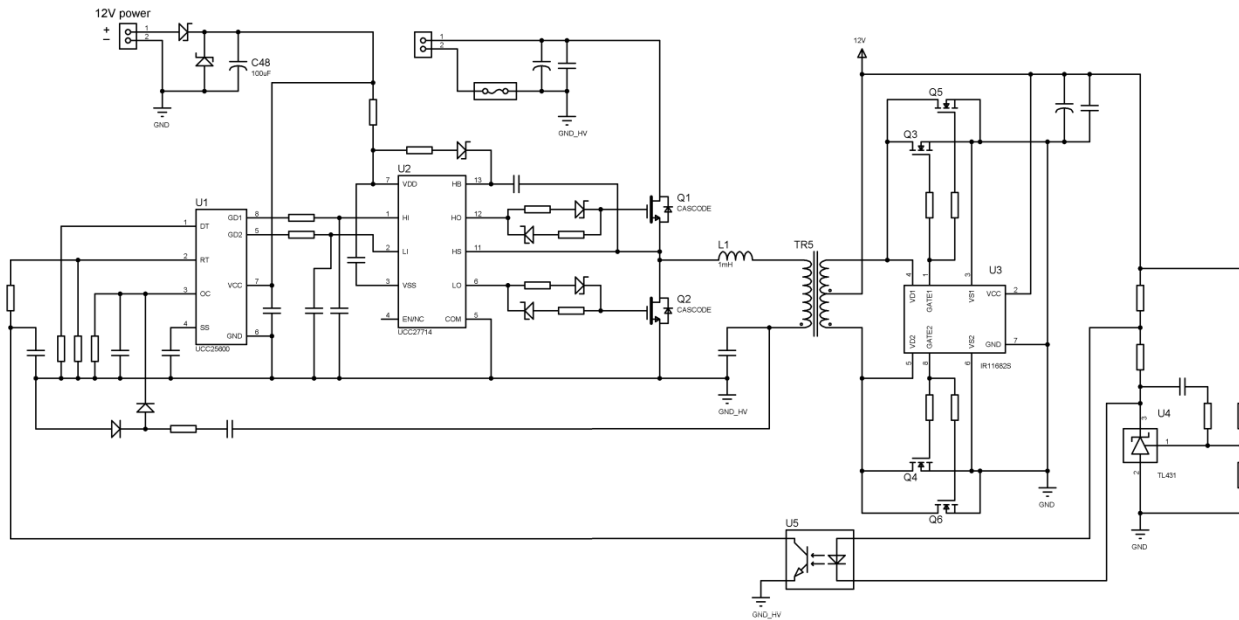 12V power
+
-
1
2
C48
100uF
GND
1
2
GND_HV
12V
Q5
Q3
U1
1 DT GD1 8
GD2 5
2 RT
VCC 7
3 OC
4 SS
GND 6
UCC25600
U2
7 VDD HB 13
1 HI HO 12
2 LI HS 11
3 VSS LO 6
4 EN/NC COM 5
UCC27714
Q1
CASCODE
Q2
CASCODE
L1
1mH
TR5
GND_HV
U3
4 1 3
VD1 GATE1 VS1
VCC 2
GND 7
VD2 GATE2 VS2
5 8 6
IR11682S
Q4
Q6
GND
U4
3
1
2
TL431
GND
U5
GND_HV